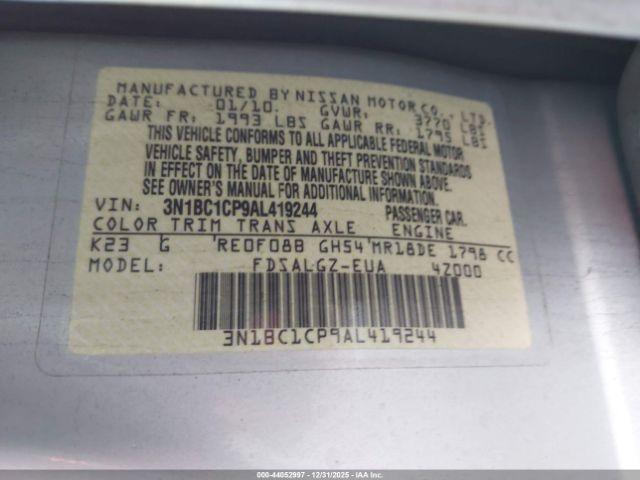 MANUFACTURED BY NISSAN MOTOR CO., LTD.
DATE: 01/10. GVWR: 3770 LBS
GAWR FR: 1993 LBS GAWR RR: 1795 LBS
THIS VEHICLE CONFORMS TO ALL APPLICABLE FEDERAL MOTOR
VEHICLE SAFETY, BUMPER AND THEFT PREVENTION STANDARDS
IN EFFECT ON THE DATE OF MANUFACTURE SHOWN ABOVE.
SEE OWNER'S MANUAL FOR ADDITIONAL INFORMATION.
VIN: 3N1BC1CP9AL419244 PASSENGER CAR.
COLOR TRIM TRANS AXLE ENGINE
K23 G RE0F08B GH54 MR18DE 1798 CC
MODEL: FDSALGZ-EUA 4Z000
3N1BC1CP9AL419244
000-44052997 - 12/31/2025 - IAAI.com